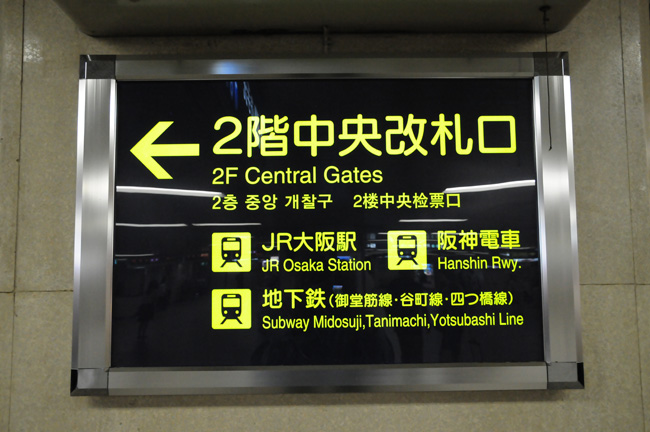 2階中央改札口
2F Central Gates
2층 중앙 개찰구 2楼中央检票口
JR大阪駅 阪神電車
JR Osaka Station Hanshin Rwy.
地下鉄(御堂筋線・谷町線・四つ橋線)
Subway Midosuji,Tanimachi,Yotsubashi Line